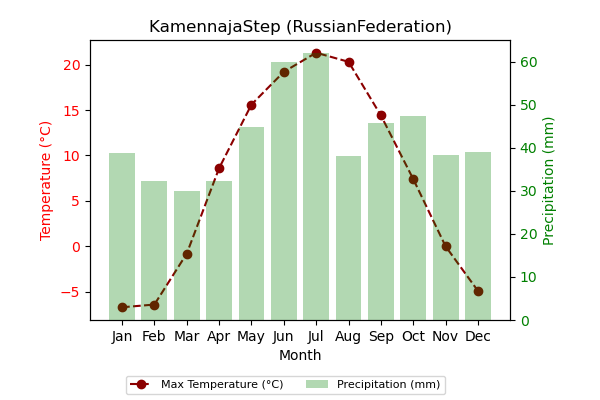 KamennajaStep (RussianFederation)
Temperature (°C)
20
15
10
5
0
−5
60
50
40
30
20
10
0
Precipitation (mm)
Jan Feb Mar Apr May Jun Jul Aug Sep Oct Nov Dec
Month
Max Temperature (°C) Precipitation (mm)